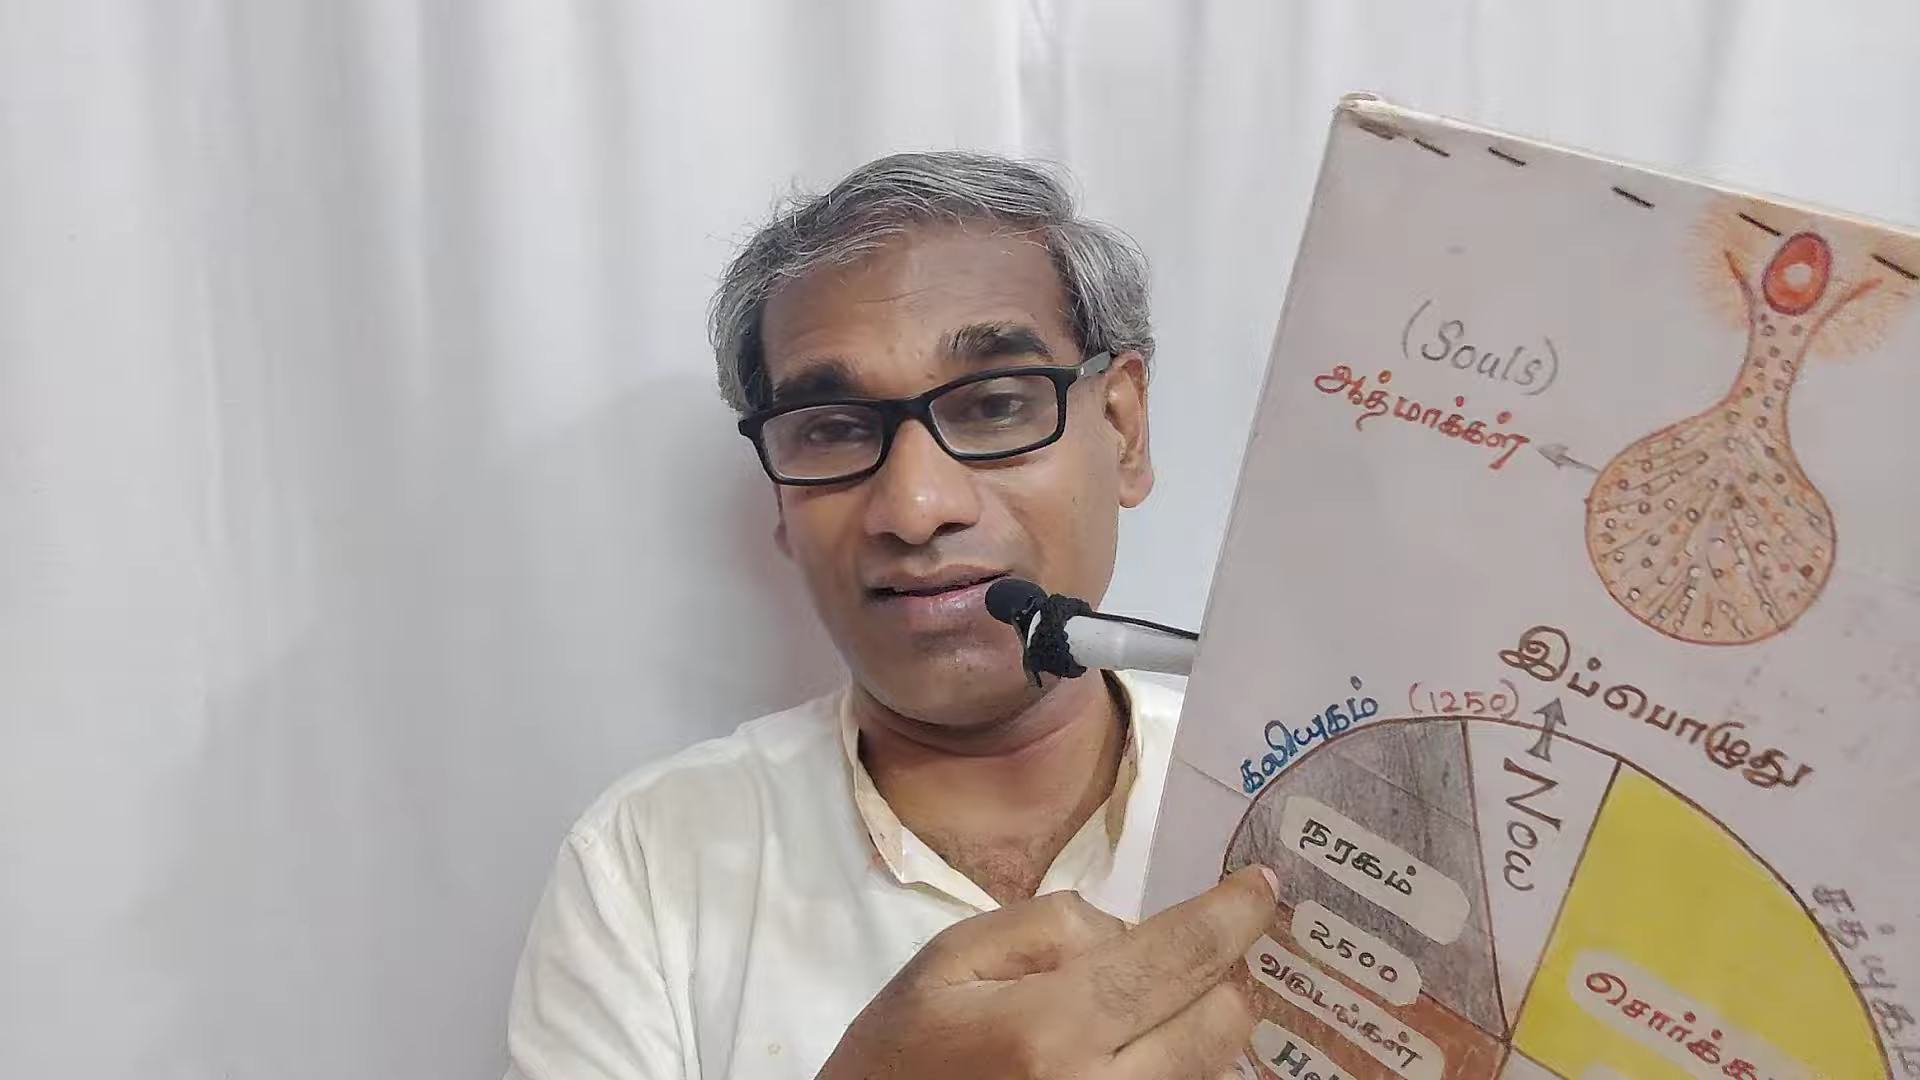 (Souls)
ஆத்மாக்கள்
இப்பொழுது
கலியுகம் (1250)
Now
நரகம்
2500
வருடங்கள்